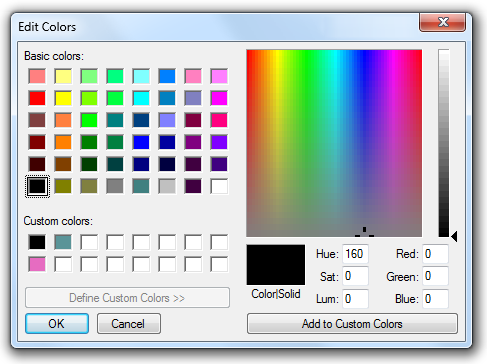 Edit Colors
Basic colors:
Custom colors:
Define Custom Colors >>
OK
Cancel
Color|Solid
Hue: 160
Sat: 0
Lum: 0
Red: 0
Green: 0
Blue: 0
Add to Custom Colors